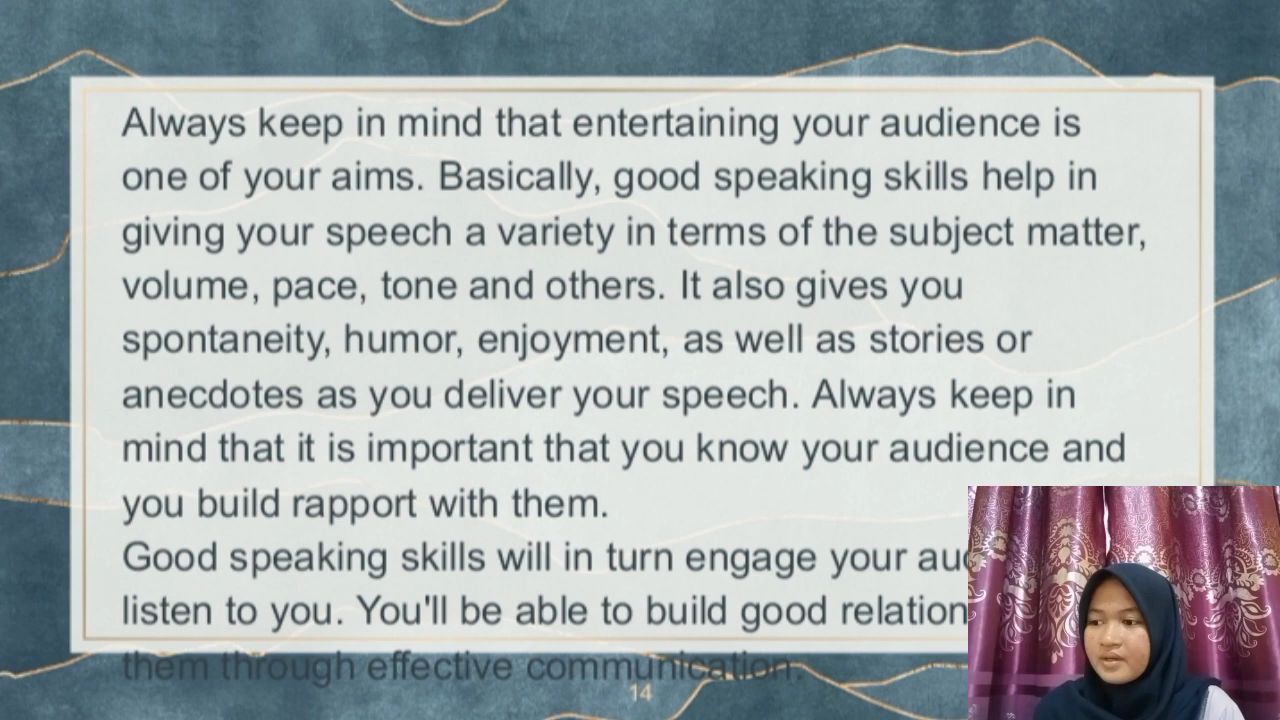 Always keep in mind that entertaining your audience is
one of your aims. Basically, good speaking skills help in
giving your speech a variety in terms of the subject matter,
volume, pace, tone and others. It also gives you
spontaneity, humor, enjoyment, as well as stories or
anecdotes as you deliver your speech. Always keep in
mind that it is important that you know your audience and
you build rapport with them.
Good speaking skills will in turn engage your
listen to you. You'll be able to build good
them through effective communication.
14